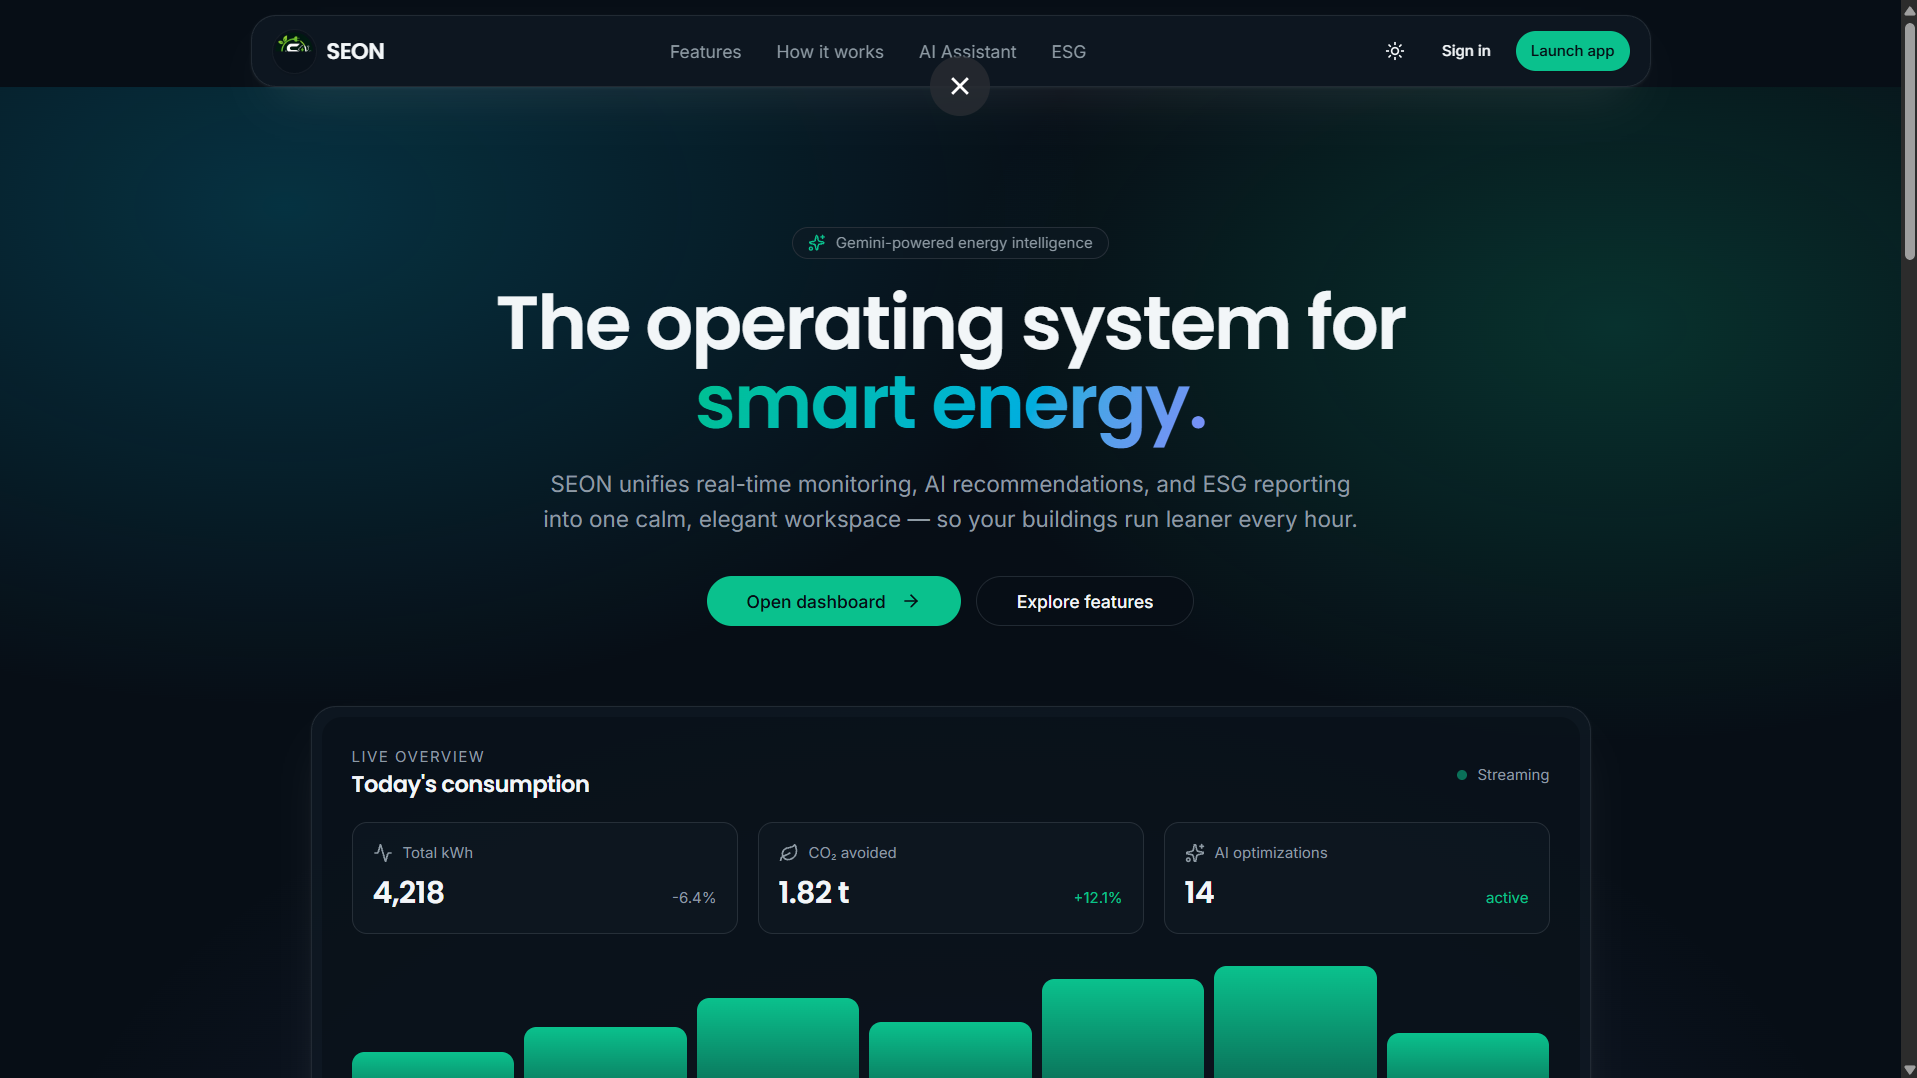 SEON
Features
How it works
AI Assistant
ESG
Sign in
Launch app
Gemini-powered energy intelligence
The operating system for
smart energy.
SEON unifies real-time monitoring, AI recommendations, and ESG reporting
into one calm, elegant workspace — so your buildings run leaner every hour.
Open dashboard
Explore features
LIVE OVERVIEW
Today's consumption
Streaming
Total kWh
4,218
-6.4%
CO₂ avoided
1.82 t
+12.1%
AI optimizations
14
active